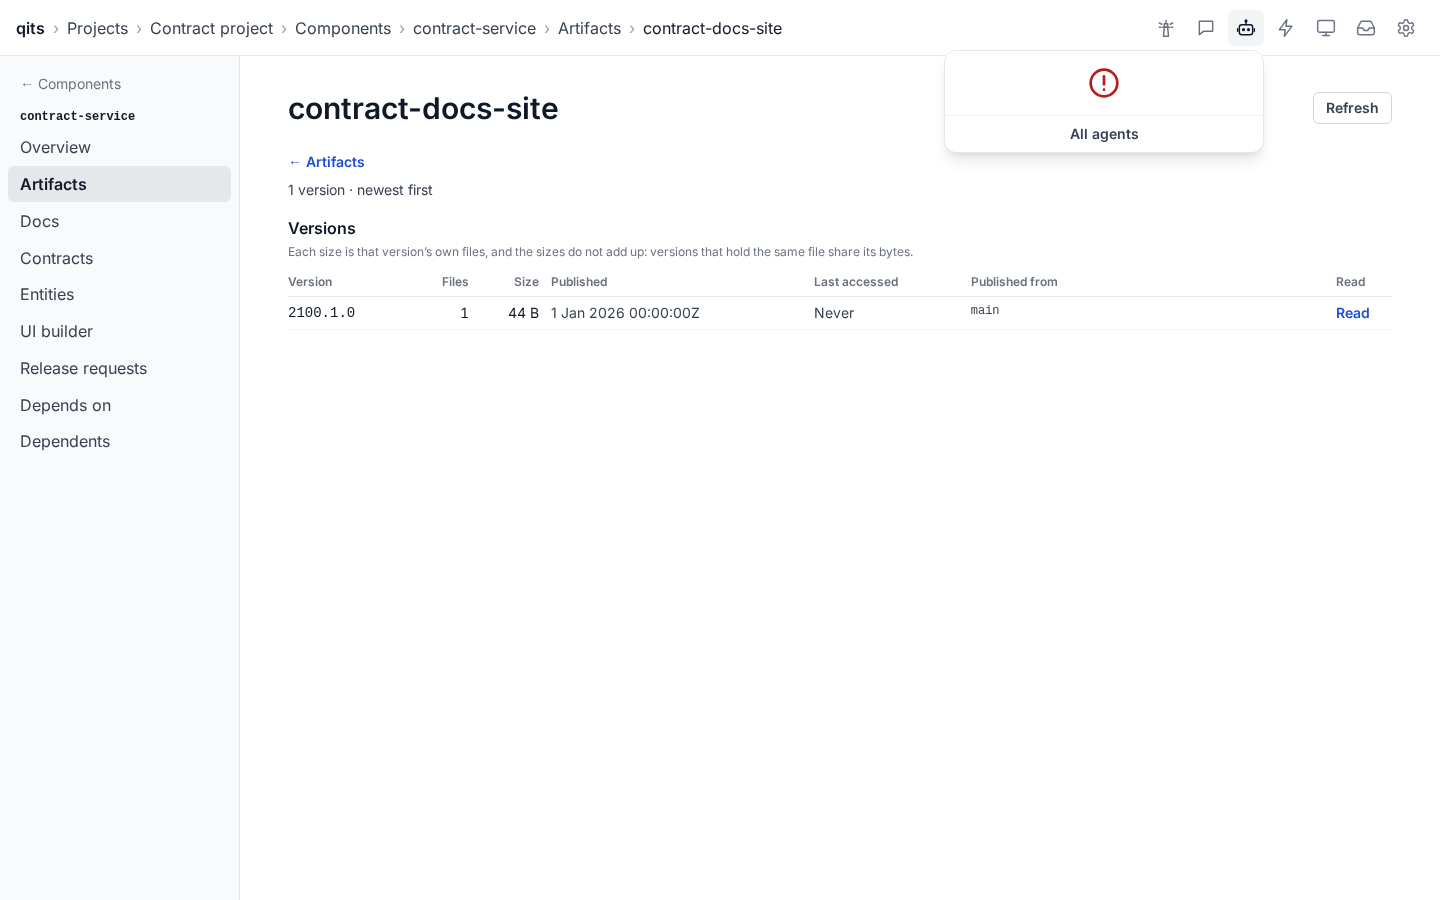 qits › Projects › Contract project › Components › contract-service › Artifacts › contract-docs-site
← Components
contract-service
Overview
Artifacts
Docs
Contracts
Entities
UI builder
Release requests
Depends on
Dependents
All agents
contract-docs-site
Refresh
← Artifacts
1 version · newest first
Versions
Each size is that version’s own files, and the sizes do not add up: versions that hold the same file share its bytes.
Version Files Size Published Last accessed Published from Read
2100.1.0 1 44 B 1 Jan 2026 00:00:00Z Never main Read